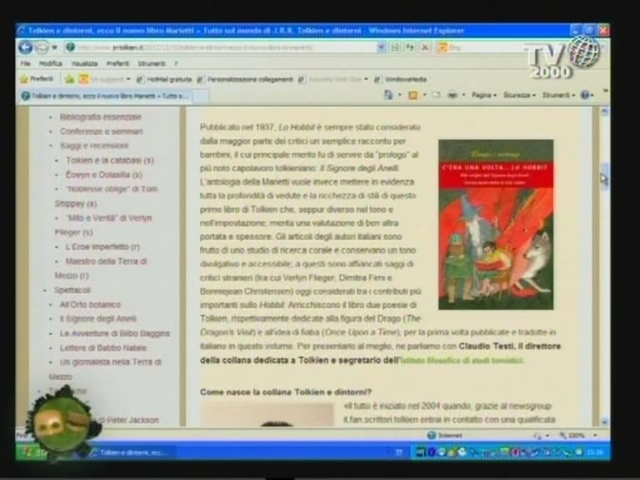 Tolkien e dintorni, ecco il nuovo libro Marietti » Tutto sul mondo di J.R.R. Tolkien e dintorni - Windows Internet Explorer
Bing
TV
2000
File Modifica Visualizza Preferiti Strumenti ?
Preferiti HotMail gratuita Personalizzazione collegamenti WindowsMedia
Tolkien e dintorni, ecco il nuovo libro Marietti » Tutto s...
Pagina Sicurezza Strumenti
Bibliografia essenziale
Conferenze e seminari
Saggi e recensioni
Tolkien e la catabasi (s)
Éowyn e Dolasilla (s)
"Noblesse oblige" di Tom
Shippey (s)
"Mito e Verità" di Verlyn
Flieger (s)
L'Eroe imperfetto (r)
Maestro della Terra di
Mezzo (r)
Spettacoli
All'Orto botanico
Il Signore degli Anelli
Le Avventure di Bilbo Baggins
Lettere di Babbo Natale
Un giornalista nella Terra di
Mezzo
di Peter Jackson
Pubblicato nel 1937, Lo Hobbit è sempre stato considerato
dalla maggior parte dei critici un semplice racconto per
bambini, il cui principale merito fu di servire da "prologo" al
più noto capolavoro tolkieniano: Il Signore degli Anelli.
L'antologia della Marietti vuole invece mettere in evidenza
tutta la profondità di vedute e la ricchezza di stili di questo
primo libro di Tolkien che, seppur diverso nel tono e
nell'impostazione, merita una valutazione di ben altra
portata e spessore. Gli articoli degli autori italiani sono
frutto di uno studio di ricerca corale e conservano un tono
divulgativo e accessibile; a questi sono affiancati saggi di
critici stranieri (tra cui Verlyn Flieger, Dimitra Fimi e
Bonniejean Christensen) oggi considerati tra i contributi più
importanti sullo Hobbit. Arricchiscono il libro due poesie di
Tolkien, rispettivamente dedicate alla figura del Drago (The
Dragon's Visit) e all'idea di fiaba (Once Upon a Time), per la prima volta pubblicate e tradotte in
italiano in questo volume. Per presentarlo al meglio, ne parliamo con Claudio Testi, il direttore
della collana dedicata a Tolkien e segretario dell'Istituto filosofico di studi tomistici.
C'ERA UNA VOLTA... LO HOBBIT
Come nasce la collana Tolkien e dintorni?
«Il tutto è iniziato nel 2004 quando, grazie al newsgroup
it.fan.scrittori.tolkien entrai in contatto con una qualificata
Internet 100%
Tolkien e dintorni, ec...
IT